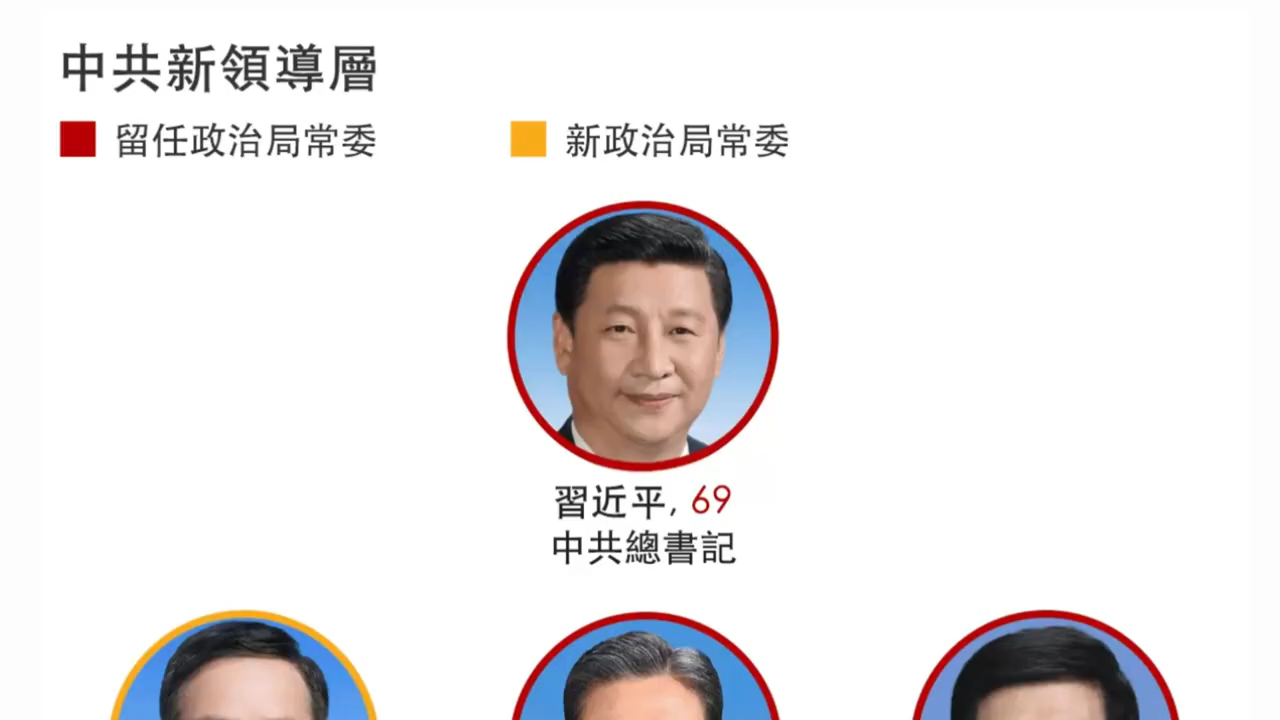 中共新領導層
留任政治局常委
新政治局常委
習近平, 69
中共總書記